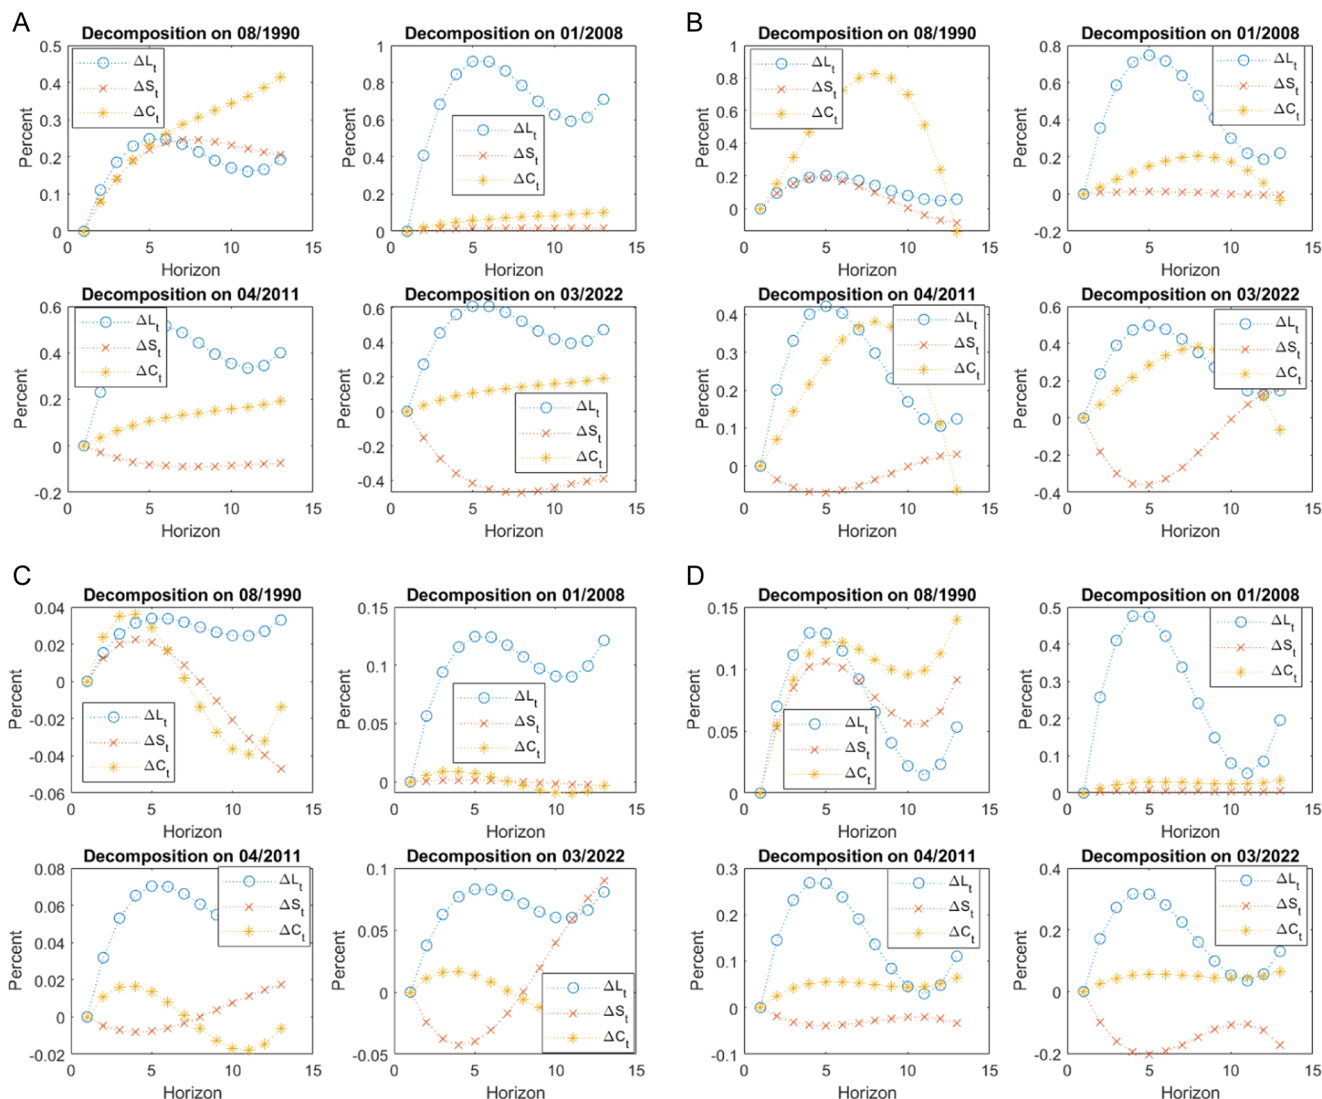 A
Decomposition on 08/1990
Percent
0.5
0.4
0.3
0.2
0.1
0
0 5 10 15
Horizon
ΔLt
ΔSt
ΔCt
Decomposition on 01/2008
Percent
1
0.8
0.6
0.4
0.2
0
0 5 10 15
Horizon
ΔLt
ΔSt
ΔCt
Decomposition on 04/2011
Percent
0.6
0.4
0.2
0
-0.2
0 5 10 15
Horizon
ΔLt
ΔSt
ΔCt
Decomposition on 03/2022
Percent
0.6
0.4
0.2
0
-0.2
-0.4
0 5 10 15
Horizon
ΔLt
ΔSt
ΔCt
B
Decomposition on 08/1990
Percent
1
0.8
0.6
0.4
0.2
0
0 5 10 15
Horizon
ΔLt
ΔSt
ΔCt
Decomposition on 01/2008
Percent
0.8
0.6
0.4
0.2
0
-0.2
0 5 10 15
Horizon
ΔLt
ΔSt
ΔCt
Decomposition on 04/2011
Percent
0.4
0.3
0.2
0.1
0
0 5 10 15
Horizon
ΔLt
ΔSt
ΔCt
Decomposition on 03/2022
Percent
0.6
0.4
0.2
0
-0.2
-0.4
0 5 10 15
Horizon
ΔLt
ΔSt
ΔCt
C
Decomposition on 08/1990
Percent
0.04
0.02
0
-0.02
-0.04
-0.06
0 5 10 15
Horizon
ΔLt
ΔSt
ΔCt
Decomposition on 01/2008
Percent
0.15
0.1
0.05
0
0 5 10 15
Horizon
ΔLt
ΔSt
ΔCt
Decomposition on 04/2011
Percent
0.08
0.06
0.04
0.02
0
-0.02
0 5 10 15
Horizon
ΔLt
ΔSt
ΔCt
Decomposition on 03/2022
Percent
0.1
0.05
0
-0.05
0 5 10 15
Horizon
ΔLt
ΔSt
ΔCt
D
Decomposition on 08/1990
Percent
0.15
0.1
0.05
0
0 5 10 15
Horizon
ΔLt
ΔSt
ΔCt
Decomposition on 01/2008
Percent
0.5
0.4
0.3
0.2
0.1
0
0 5 10 15
Horizon
ΔLt
ΔSt
ΔCt
Decomposition on 04/2011
Percent
0.3
0.2
0.1
0
-0.1
0 5 10 15
Horizon
ΔLt
ΔSt
ΔCt
Decomposition on 03/2022
Percent
0.4
0.2
0
-0.2
0 5 10 15
Horizon
ΔLt
ΔSt
ΔCt